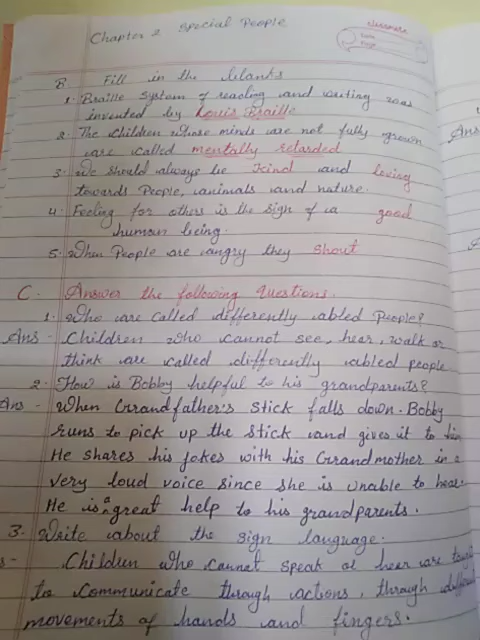 Chapter 2 Special People
classmate
Date
Page
B. Fill in the blanks
1. Braille System of reading and writing was
invented by Louis Braille
2. The children whose minds are not fully grown
are called mentally retarded
3. We should always be Kind and loving
towards People, animals and nature.
4. Feeling for others is the sign of a good
human being.
5. When People are angry they Shout
C. Answer the following Questions.
1. Who are called differently abled People?
Ans - Children who cannot see, hear, walk or
think are called differently abled people
2. How is Bobby helpful to his grandparents?
Ans - When Grandfather's Stick falls down. Bobby
runs to pick up the stick and gives it to him
He shares his jokes with his Grandmother in a
very loud voice since she is unable to hear.
He is a great help to his grandparents.
3. Write about the sign language.
Children who cannot speak or hear are
to communicate through actions, through
movements of hands and fingers.
Ans